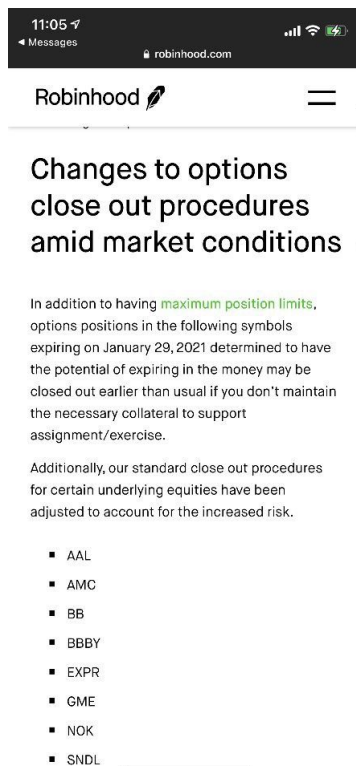 11:05
◀ Messages
robinhood.com
Robinhood
Changes to options
close out procedures
amid market conditions
In addition to having maximum position limits,
options positions in the following symbols
expiring on January 29, 2021 determined to have
the potential of expiring in the money may be
closed out earlier than usual if you don't maintain
the necessary collateral to support
assignment/exercise.
Additionally, our standard close out procedures
for certain underlying equities have been
adjusted to account for the increased risk.
▪ AAL
▪ AMC
▪ BB
▪ BBBY
▪ EXPR
▪ GME
▪ NOK
▪ SNDL